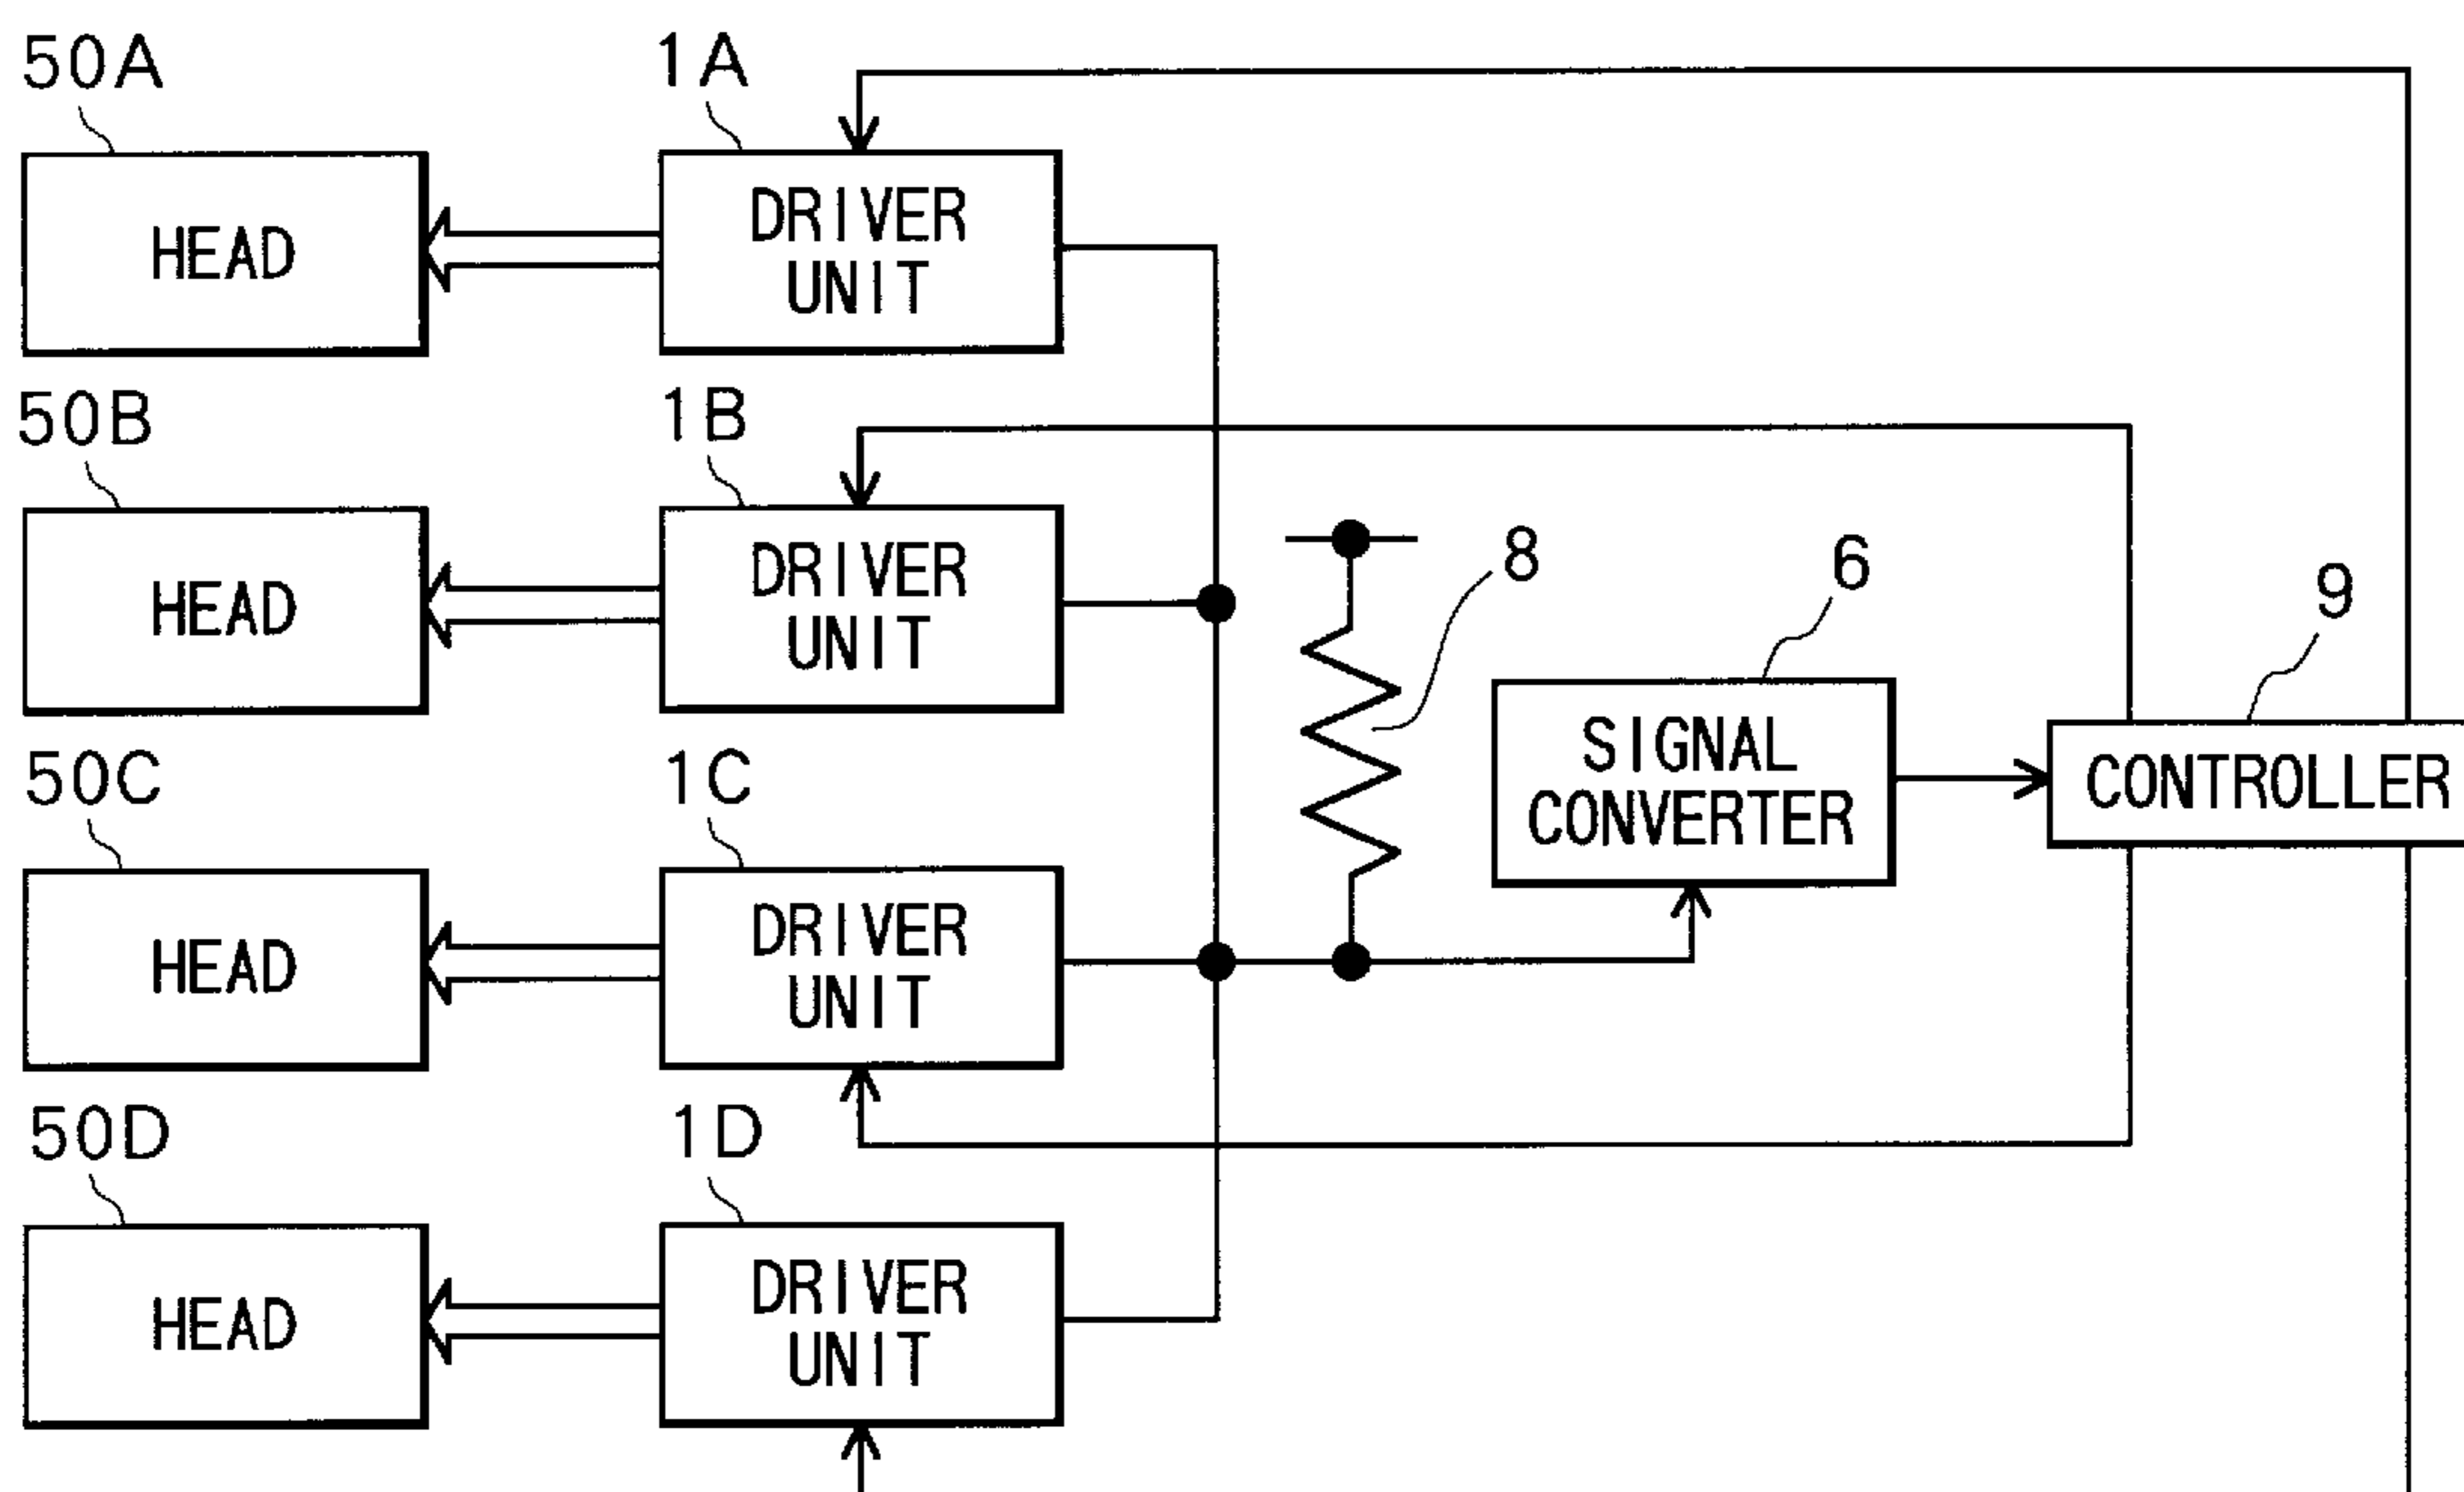 50A
1A
HEAD
DRIVER
UNIT
50B
1B
HEAD
DRIVER
UNIT
8
6
9
SIGNAL
CONVERTER
CONTROLLER
50C
1C
HEAD
DRIVER
UNIT
50D
1D
HEAD
DRIVER
UNIT